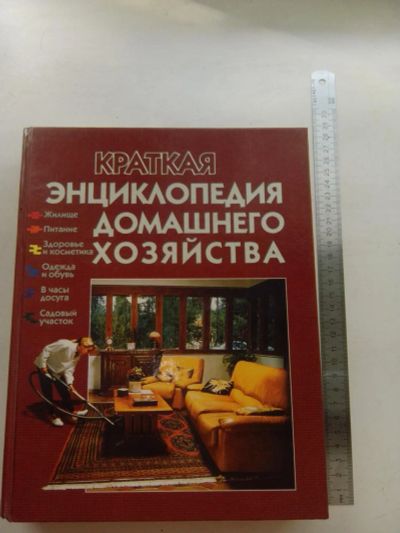 КРАТКАЯ
ЭНЦИКЛОПЕДИЯ
ДОМАШНЕГО
ХОЗЯЙСТВА
Жилище
Питание
Здоровье
и косметика
Одежда
и обувь
В часы
досуга
Садовый
участок